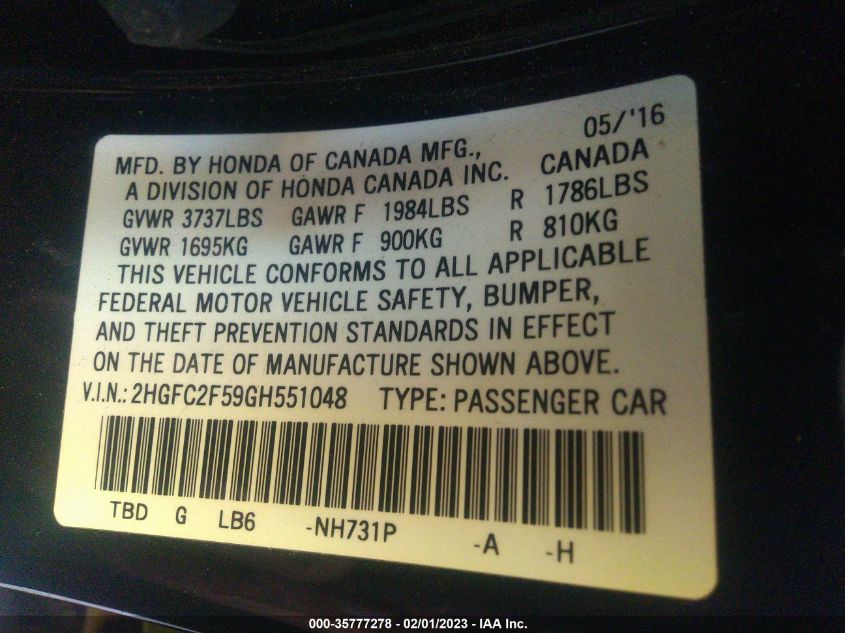 05/'16
MFD. BY HONDA OF CANADA MFG.,
A DIVISION OF HONDA CANADA INC. CANADA
GVWR 3737LBS GAWR F 1984LBS R 1786LBS
GVWR 1695KG GAWR F 900KG R 810KG
THIS VEHICLE CONFORMS TO ALL APPLICABLE
FEDERAL MOTOR VEHICLE SAFETY, BUMPER,
AND THEFT PREVENTION STANDARDS IN EFFECT
ON THE DATE OF MANUFACTURE SHOWN ABOVE.
V.I.N.: 2HGFC2F59GH551048 TYPE: PASSENGER CAR
TBD G LB6 -NH731P -A -H
000-35777278 - 02/01/2023 - IAA Inc.